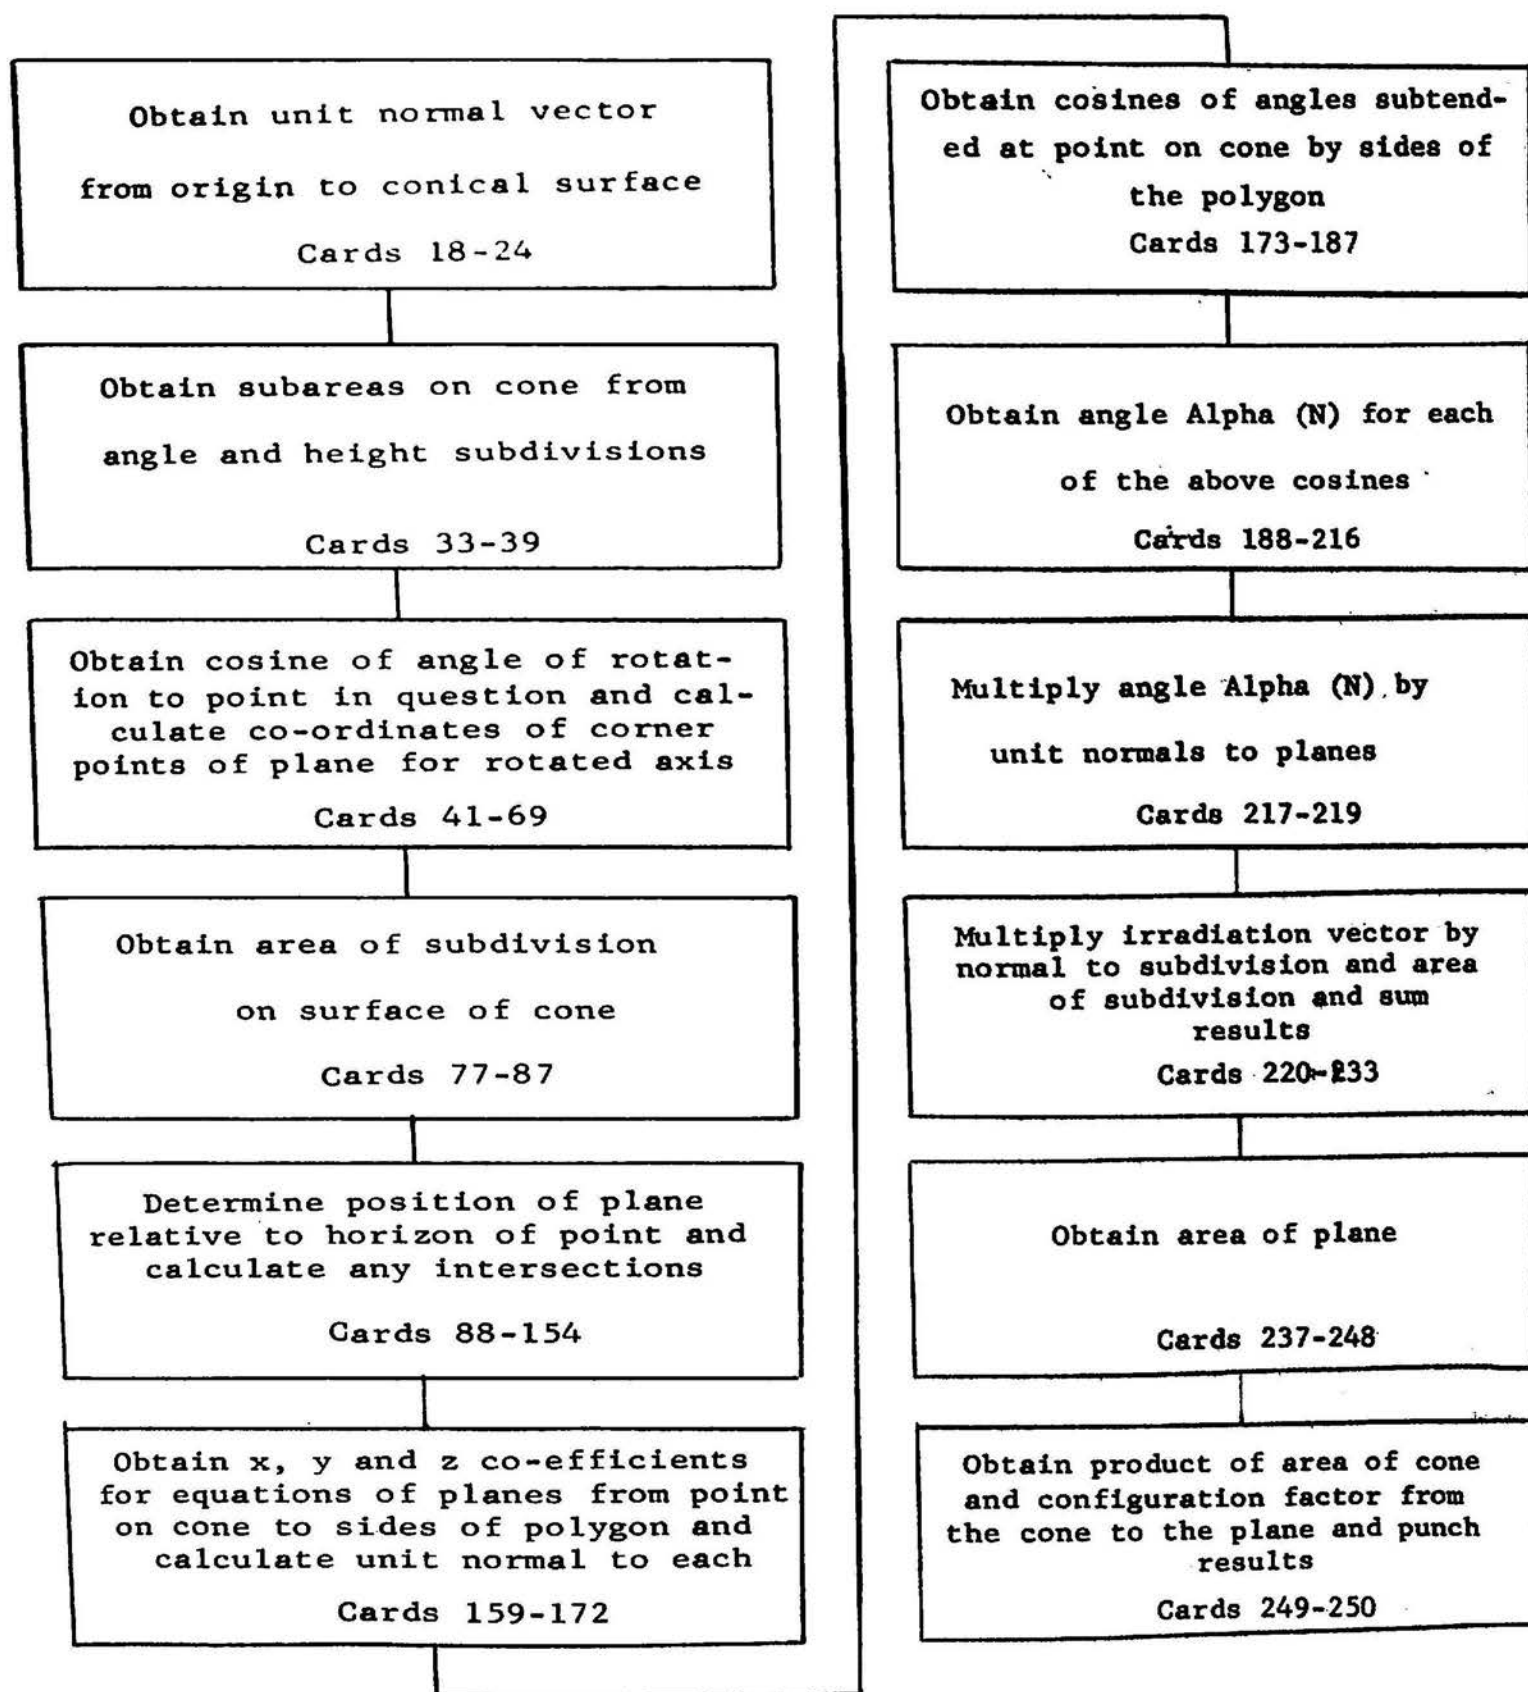 Obtain unit normal vector
from origin to conical surface
Cards 18-24
Obtain subareas on cone from
angle and height subdivisions
Cards 33-39
Obtain cosine of angle of rotat-
ion to point in question and cal-
culate co-ordinates of corner
points of plane for rotated axis
Cards 41-69
Obtain area of subdivision
on surface of cone
Cards 77-87
Determine position of plane
relative to horizon of point and
calculate any intersections
Cards 88-154
Obtain x, y and z co-efficients
for equations of planes from point
on cone to sides of polygon and
calculate unit normal to each
Cards 159-172
Obtain cosines of angles subtend-
ed at point on cone by sides of
the polygon
Cards 173-187
Obtain angle Alpha (N) for each
of the above cosines
Cards 188-216
Multiply angle Alpha (N) by
unit normals to planes
Cards 217-219
Multiply irradiation vector by
normal to subdivision and area
of subdivision and sum
results
Cards 220-233
Obtain area of plane
Cards 237-248
Obtain product of area of cone
and configuration factor from
the cone to the plane and punch
results
Cards 249-250